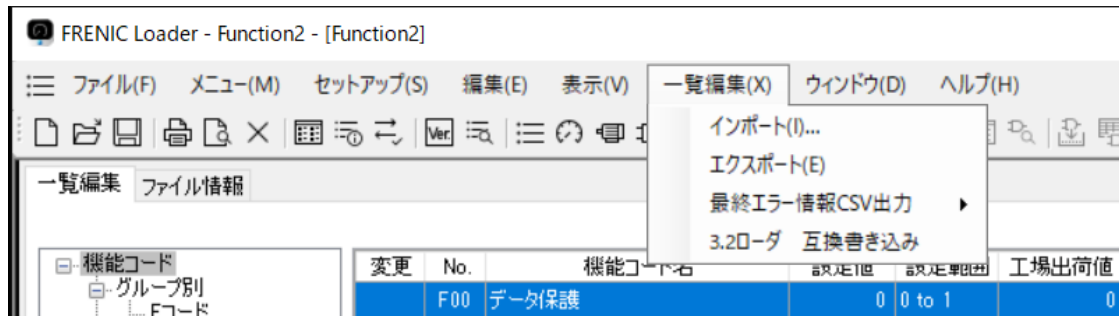 FRENIC Loader - Function2 - [Function2]
ファイル(F) メニュー(M) セットアップ(S) 編集(E) 表示(V) 一覧編集(X) ウィンドウ(D) ヘルプ(H)
Ver.
インポート(I)...
エクスポート(E)
最終エラー情報CSV出力
3.2ローダ 互換書き込み
一覧編集 ファイル情報
機能コード
グループ別
Fコード
変更 No. 機能コード名 設定値 設定範囲 工場出荷値
F00 データ保護 0 0 to 1 0